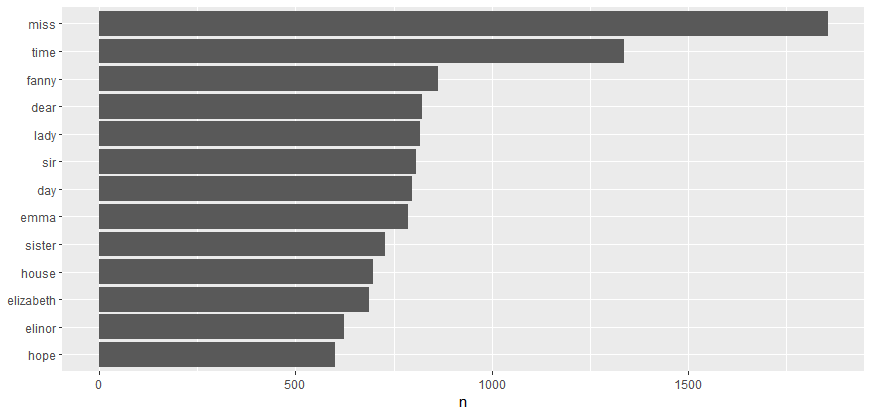 miss
time
fanny
dear
lady
sir
day
emma
sister
house
elizabeth
elinor
hope
0 500 1000 1500
n